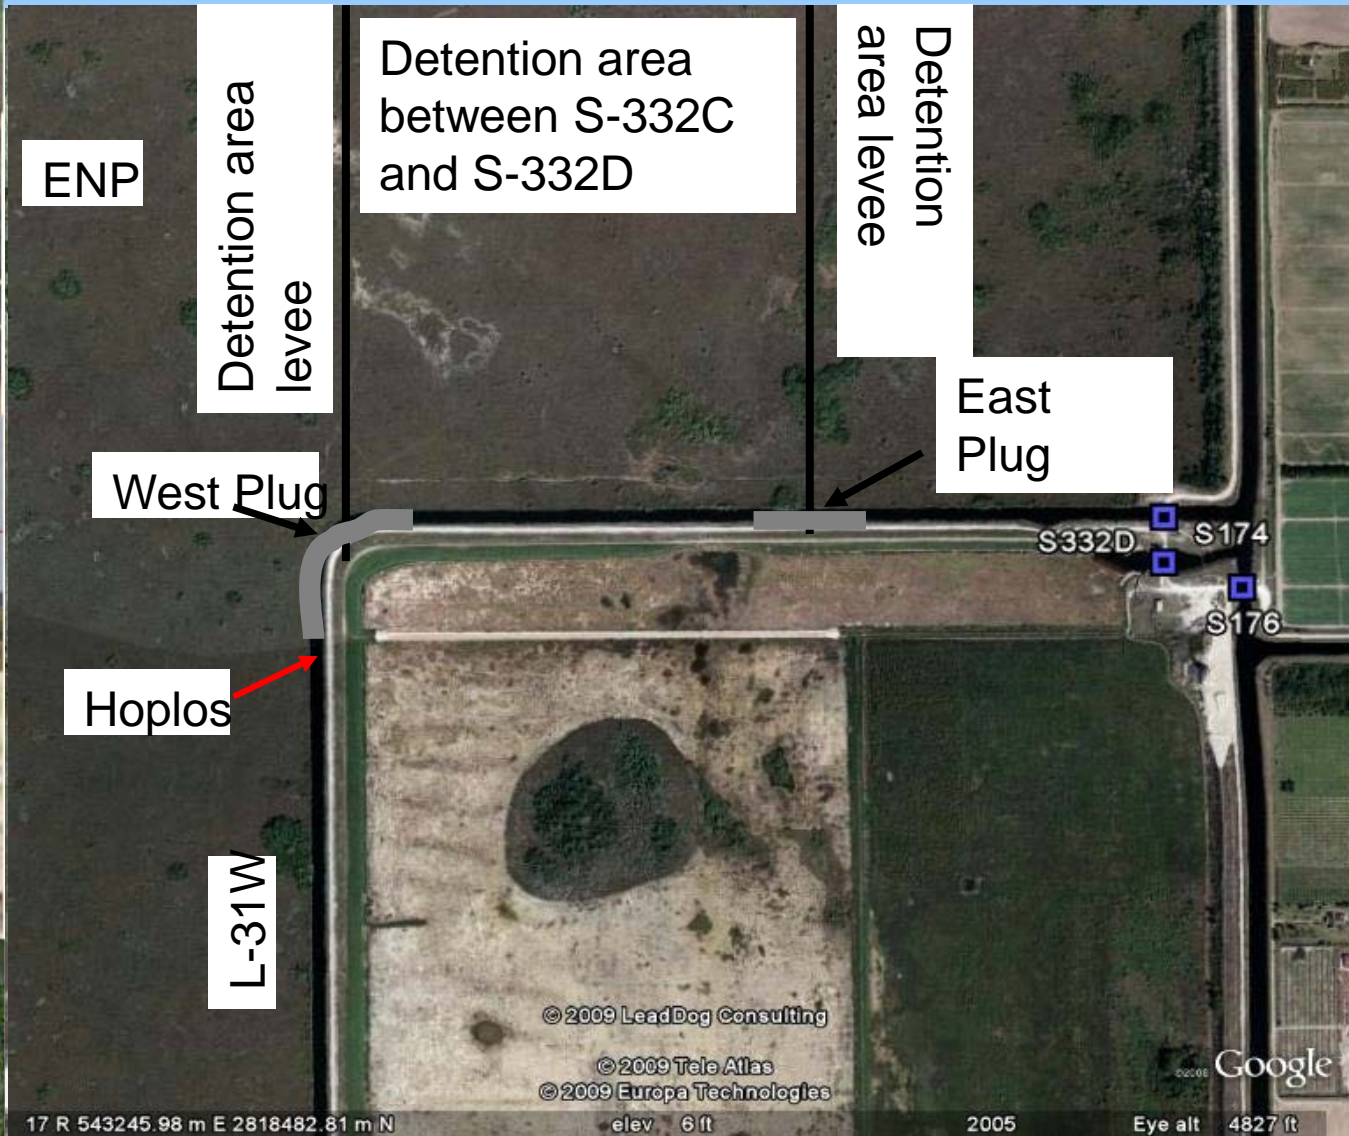 Detention area
levee
Detention area
between S-332C
and S-332D
Detention
area levee
ENP
East
Plug
West Plug
S332D
S174
S176
Hoplos
L-31W
© 2009 LeadDog Consulting
© 2009 Tele Atlas
© 2009 Europa Technologies
©2008 Google
17 R 543245.98 m E 2818482.81 m N
elev 6 ft
2005
Eye alt 4827 ft